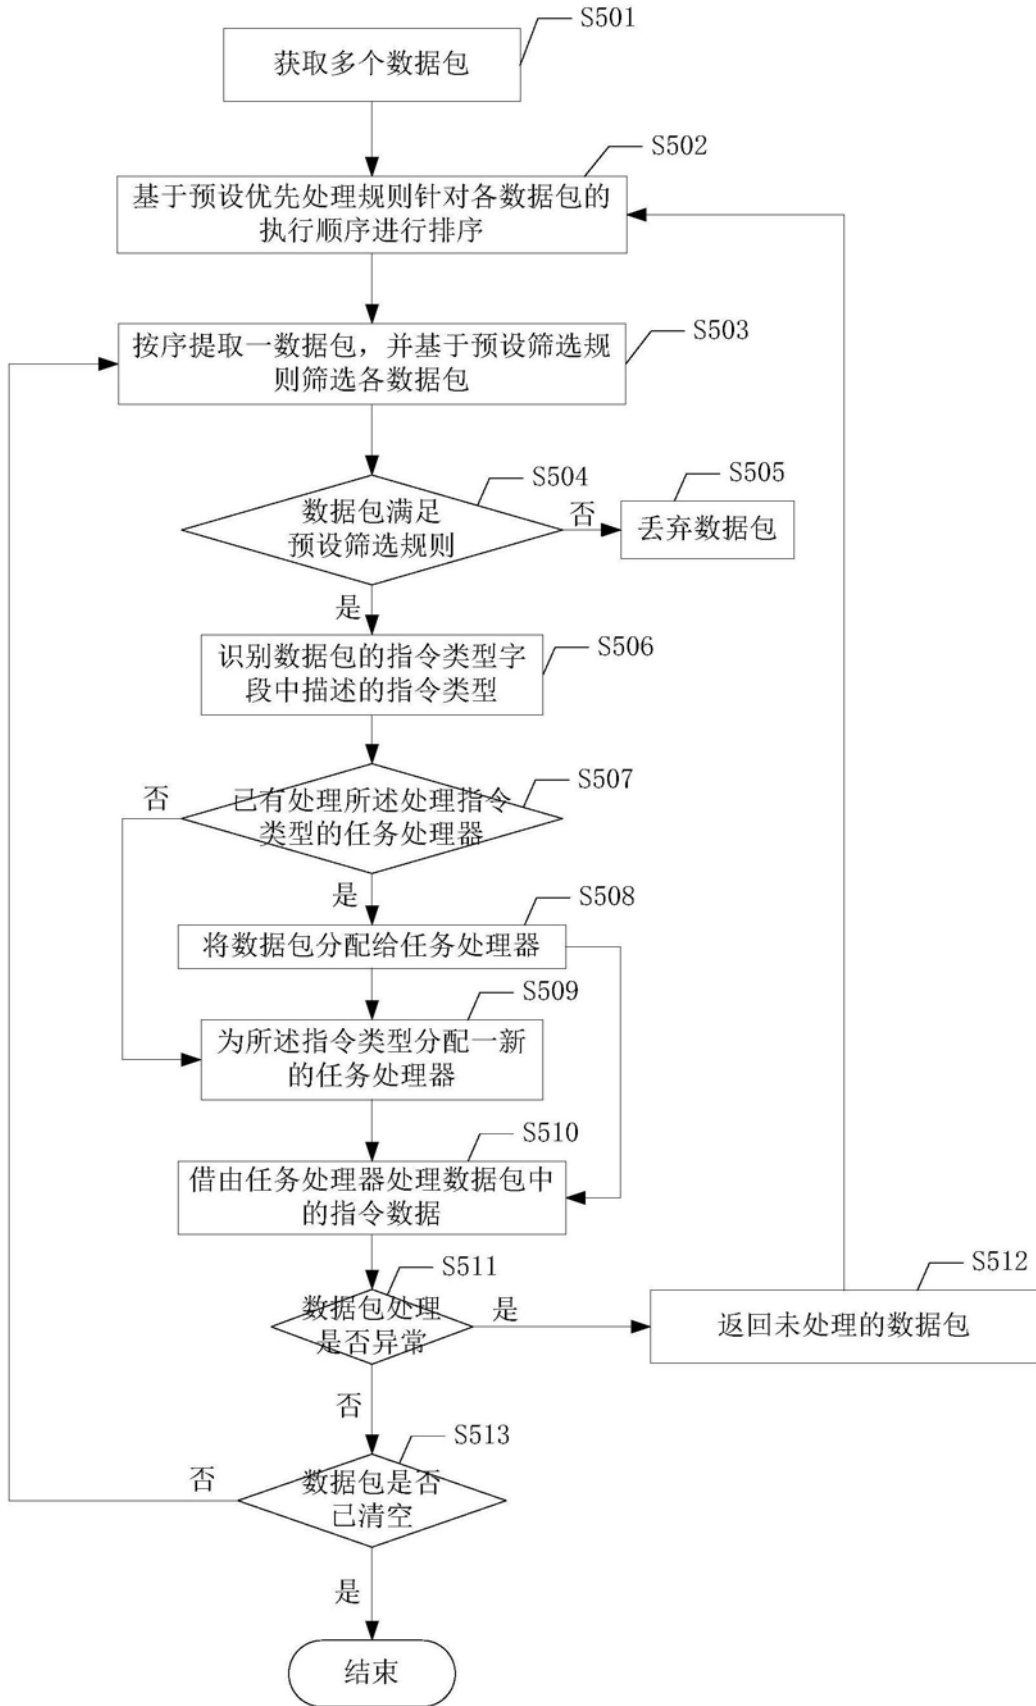 S501
获取多个数据包
S502
基于预设优先处理规则针对各数据包的
执行顺序进行排序
S503
按序提取一数据包，并基于预设筛选规
则筛选各数据包
S504
数据包满足
预设筛选规则
否
S505
丢弃数据包
是
S506
识别数据包的指令类型字
段中描述的指令类型
S507
否
已有处理所述处理指令
类型的任务处理器
是
S508
将数据包分配给任务处理器
S509
为所述指令类型分配一新
的任务处理器
S510
借由任务处理器处理数据包中
的指令数据
S511
数据包处理
是否异常
是
S512
返回未处理的数据包
否
S513
否
数据包是否
已清空
是
结束